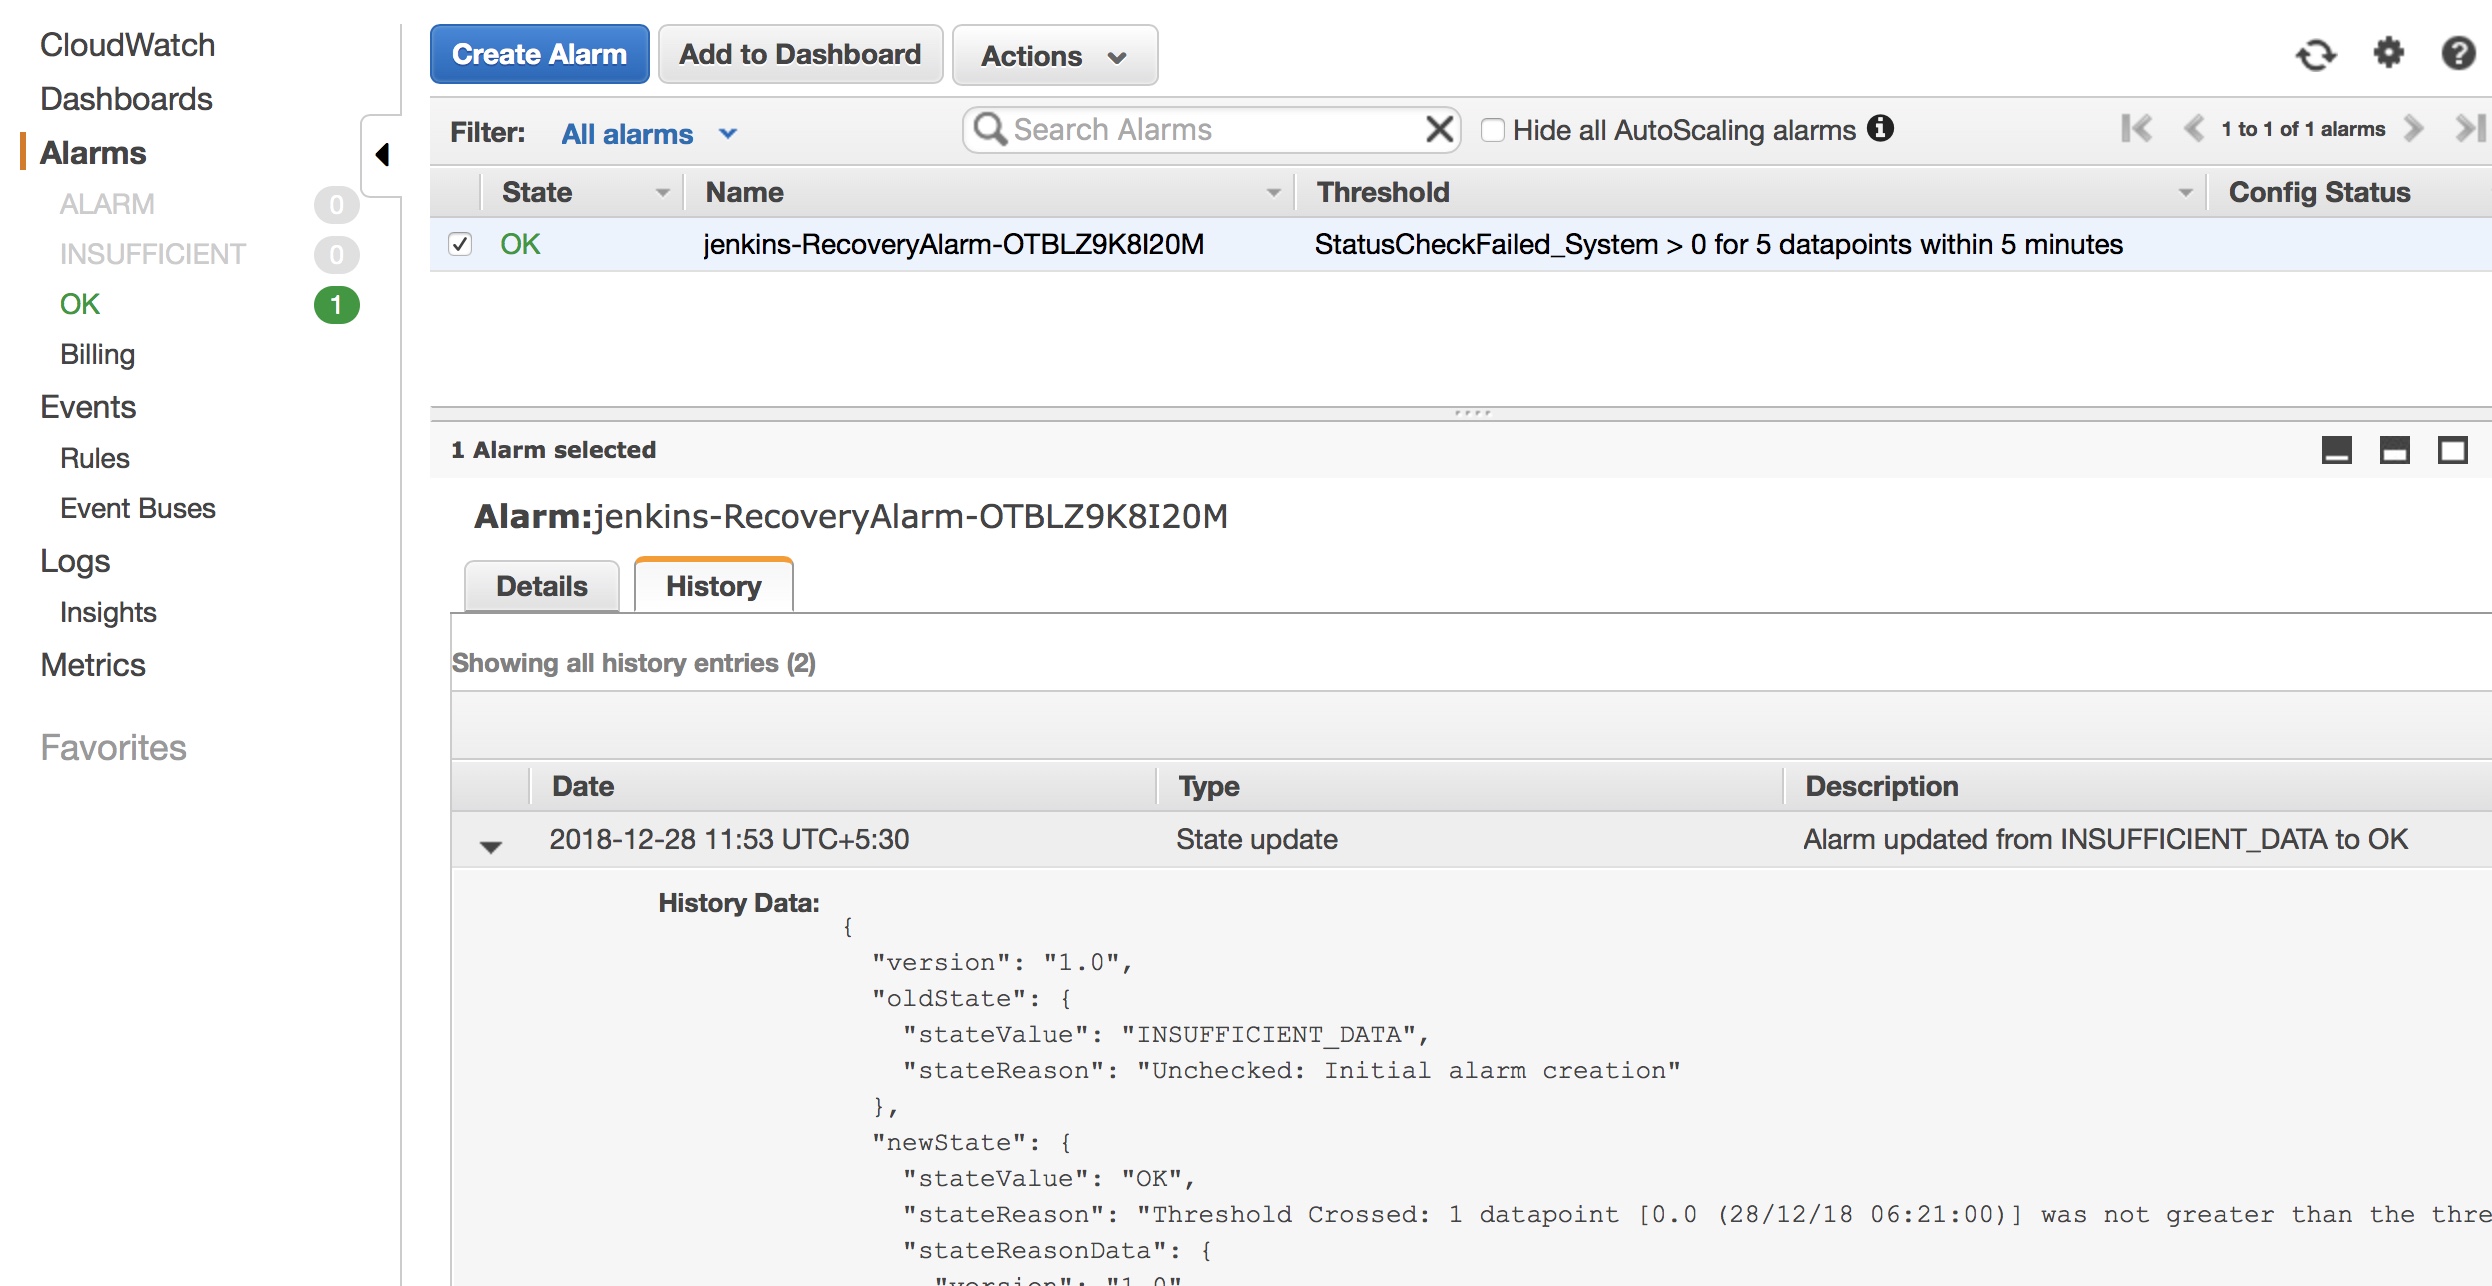 CloudWatch
Dashboards
Alarms
ALARM 0
INSUFFICIENT 0
OK 1
Billing
Events
Rules
Event Buses
Logs
Insights
Metrics
Favorites
Create Alarm Add to Dashboard Actions
Filter: All alarms Search Alarms Hide all AutoScaling alarms 1 to 1 of 1 alarms
State Name Threshold Config Status
OK jenkins-RecoveryAlarm-OTBLZ9K8I20M StatusCheckFailed_System > 0 for 5 datapoints within 5 minutes
1 Alarm selected
Alarm:jenkins-RecoveryAlarm-OTBLZ9K8I20M
Details History
Showing all history entries (2)
Date Type Description
2018-12-28 11:53 UTC+5:30 State update Alarm updated from INSUFFICIENT_DATA to OK
History Data:
{
"version": "1.0",
"oldState": {
"stateValue": "INSUFFICIENT_DATA",
"stateReason": "Unchecked: Initial alarm creation"
},
"newState": {
"stateValue": "OK",
"stateReason": "Threshold Crossed: 1 datapoint [0.0 (28/12/18 06:21:00)] was not greater than the thre
"stateReasonData": {
"version": "1.0"